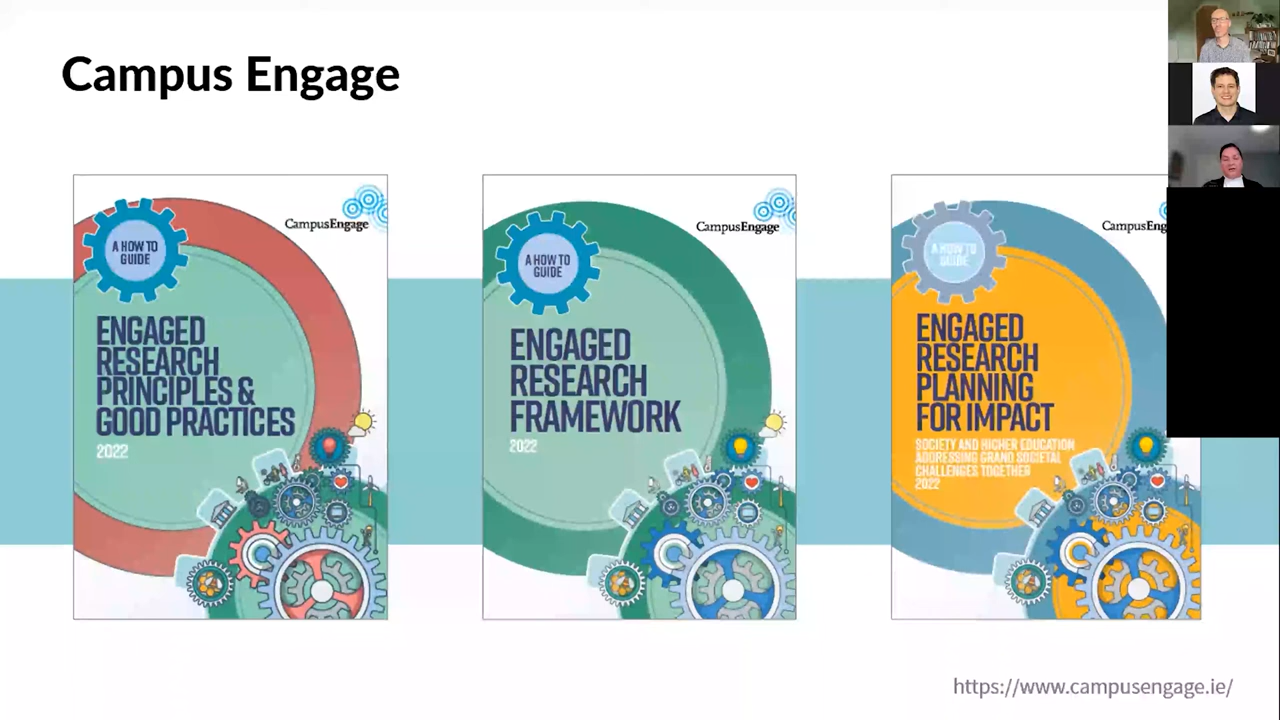 Campus Engage
CampusEngage
A HOW TO
GUIDE
ENGAGED
RESEARCH
PRINCIPLES &
GOOD PRACTICES
2022
CampusEngage
A HOW TO
GUIDE
ENGAGED
RESEARCH
FRAMEWORK
2022
CampusEng
A HOW TO
GUIDE
ENGAGED
RESEARCH
PLANNING
FOR IMPACT
SOCIETY AND HIGHER EDUCATION
ADDRESSING GRAND SOCIETAL
CHALLENGES TOGETHER
2022
https://www.campusengage.ie/